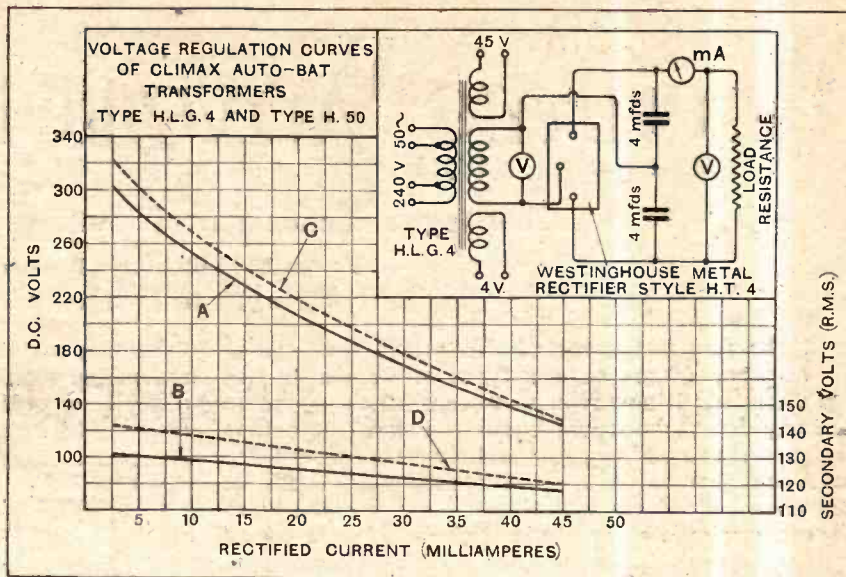 VOLTAGE REGULATION CURVES
OF CLIMAX AUTO-BAT
TRANSFORMERS
TYPE H.L.G.4 AND TYPE H.50
45 V
mA
50~
240 V
4 mfds
4 mfds
V
V
LOAD
RESISTANCE
TYPE
H.L.G.4
4 V.
WESTINGHOUSE METAL
RECTIFIER STYLE H.T. 4
D.C. VOLTS
340
300
260
220
180
140
100
C
A
B
D
SECONDARY VOLTS (R.M.S.)
150
140
130
120
110
5 10 15 20 25 30 35 40 45 50
RECTIFIED CURRENT (MILLIAMPERES)